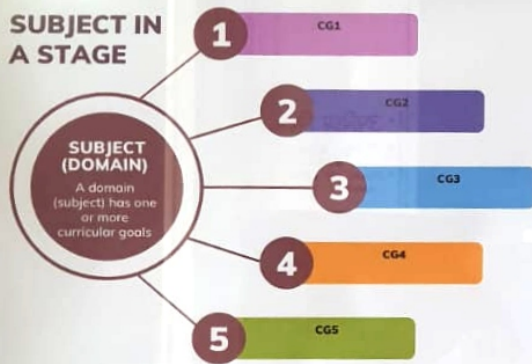 SUBJECT IN
A STAGE
1
CG1
2
CG2
SUBJECT
(DOMAIN)
A domain
(subject) has one
or more
curricular goals
3
CG3
4
CG4
5
CG5